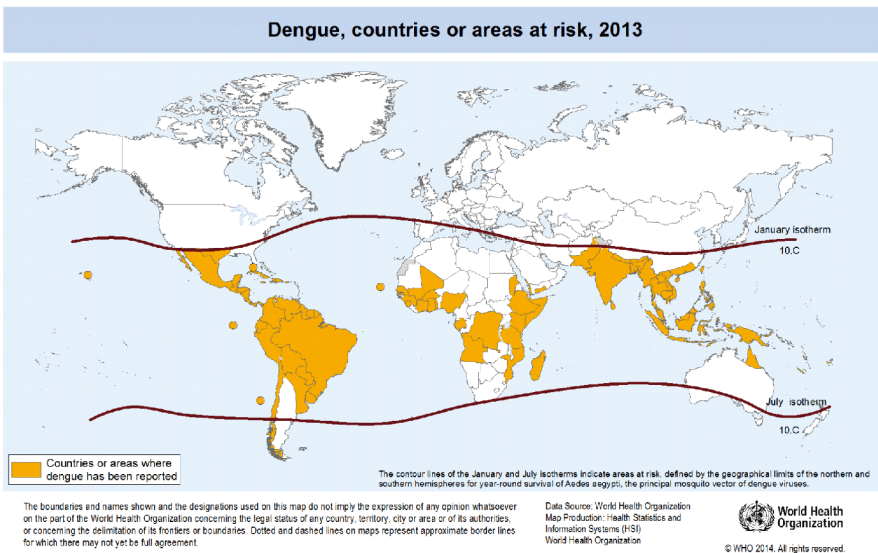 Dengue, countries or areas at risk, 2013
January isotherm
10.C
July isotherm
10.C
Countries or areas where
dengue has been reported
The contour lines of the January and July isotherms indicate areas at risk, defined by the geographical limits of the northern and
southern hemispheres for year-round survival of Aedes aegypti, the principal mosquito vector of dengue viruses.
The boundaries and names shown and the designations used on this map do not imply the expression of any opinion whatsoever
on the part of the World Health Organization concerning the legal status of any country, territory, city or area or of its authorities,
or concerning the delimitation of its frontiers or boundaries. Dotted and dashed lines on maps represent approximate border lines
for which there may not yet be full agreement.
Data Source: World Health Organization
Map Production: Health Statistics and
Information Systems (HSI)
World Health Organization
World Health
Organization
© WHO 2014. All rights reserved.